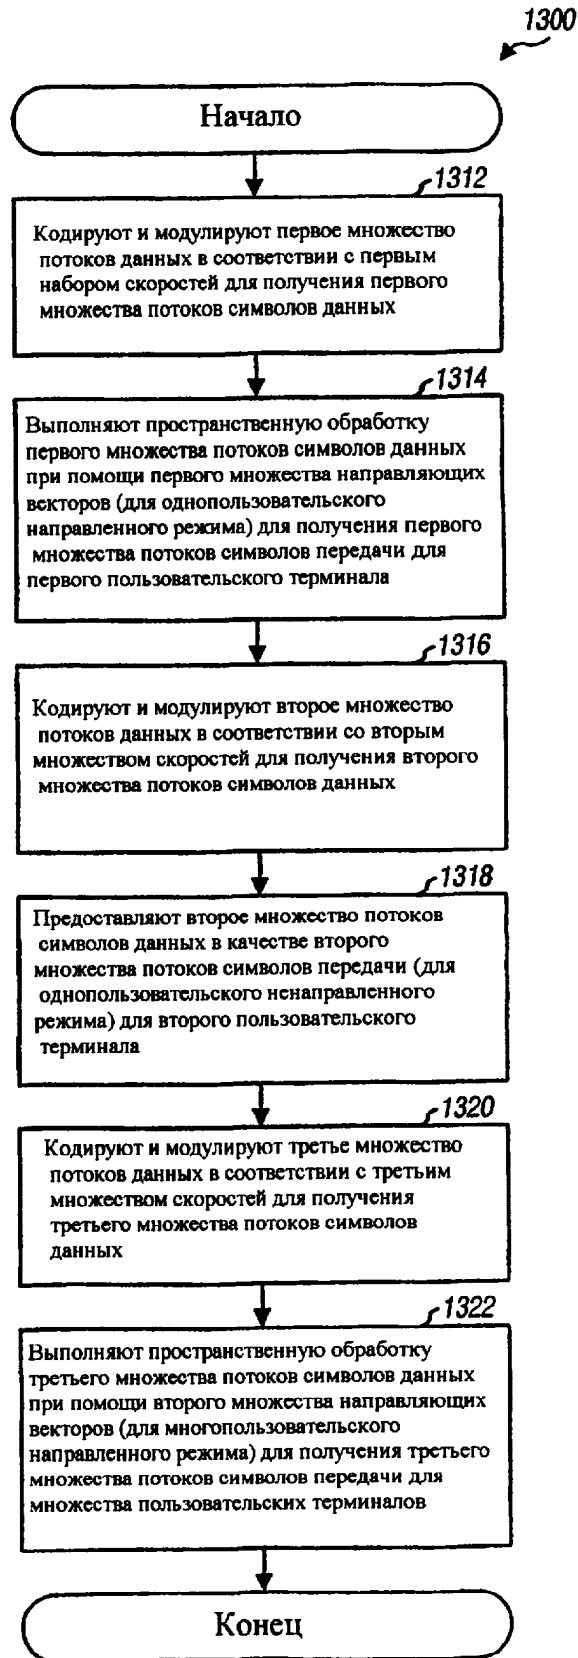 1300
Начало
1312
Кодируют и модулируют первое множество
потоков данных в соответствии с первым
набором скоростей для получения первого
множества потоков символов данных
1314
Выполняют пространственную обработку
первого множества потоков символов данных
при помощи первого множества направляющих
векторов (для однопользовательского
направленного режима) для получения первого
множества потоков символов передачи для
первого пользовательского терминала
1316
Кодируют и модулируют второе множество
потоков данных в соответствии со вторым
множеством скоростей для получения второго
множества потоков символов данных
1318
Предоставляют второе множество потоков
символов данных в качестве второго
множества потоков символов передачи (для
однопользовательского ненаправленного
режима) для второго пользовательского
терминала
1320
Кодируют и модулируют третье множество
потоков данных в соответствии с третьим
множеством скоростей для получения
третьего множества потоков символов
данных
1322
Выполняют пространственную обработку
третьего множества потоков символов данных
при помощи второго множества направляющих
векторов (для многопользовательского
направленного режима) для получения третьего
множества потоков символов передачи для
множества пользовательских терминалов
Конец